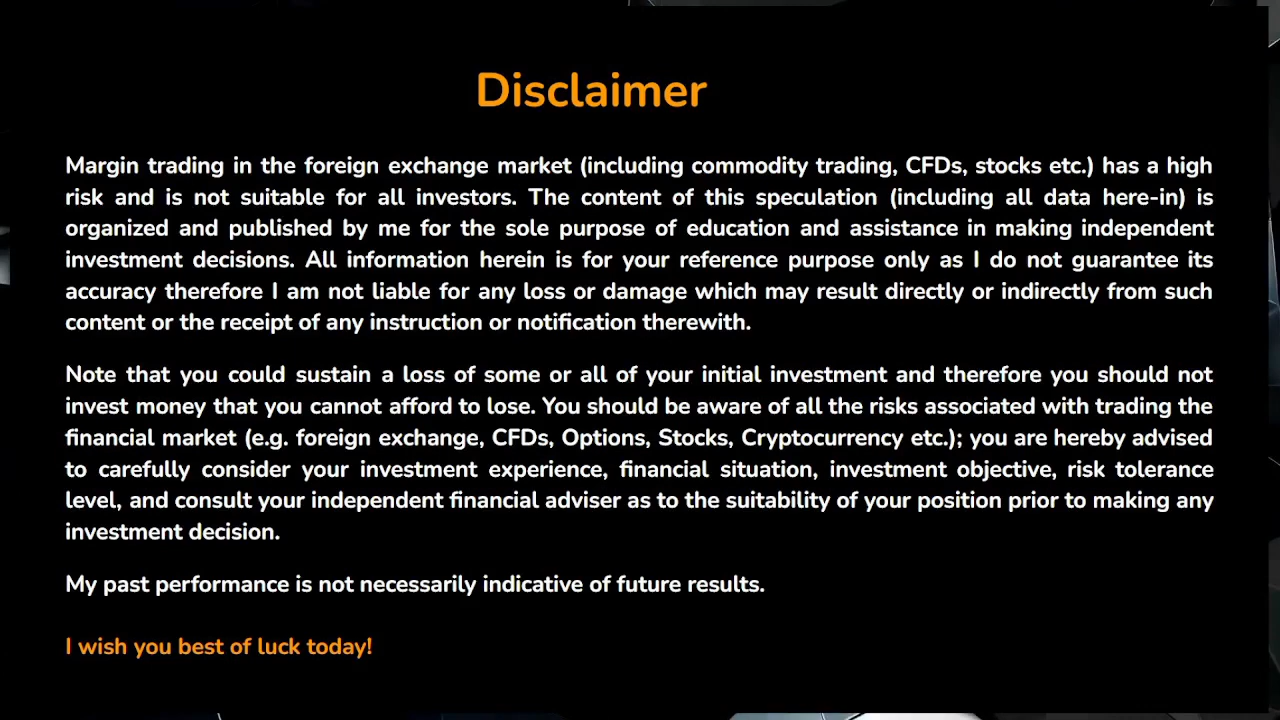 Disclaimer
Margin trading in the foreign exchange market (including commodity trading, CFDs, stocks etc.) has a high
risk and is not suitable for all investors. The content of this speculation (including all data here-in) is
organized and published by me for the sole purpose of education and assistance in making independent
investment decisions. All information herein is for your reference purpose only as I do not guarantee its
accuracy therefore I am not liable for any loss or damage which may result directly or indirectly from such
content or the receipt of any instruction or notification therewith.
Note that you could sustain a loss of some or all of your initial investment and therefore you should not
invest money that you cannot afford to lose. You should be aware of all the risks associated with trading the
financial market (e.g. foreign exchange, CFDs, Options, Stocks, Cryptocurrency etc.); you are hereby advised
to carefully consider your investment experience, financial situation, investment objective, risk tolerance
level, and consult your independent financial adviser as to the suitability of your position prior to making any
investment decision.
My past performance is not necessarily indicative of future results.
I wish you best of luck today!